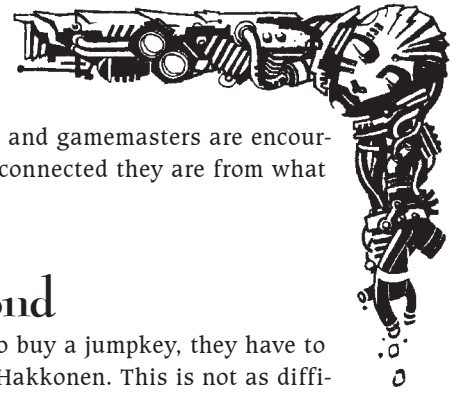 and gamemasters are encour-
connected they are from what
ond
o buy a jumpkey, they have to
Hakkonen. This is not as diffi-